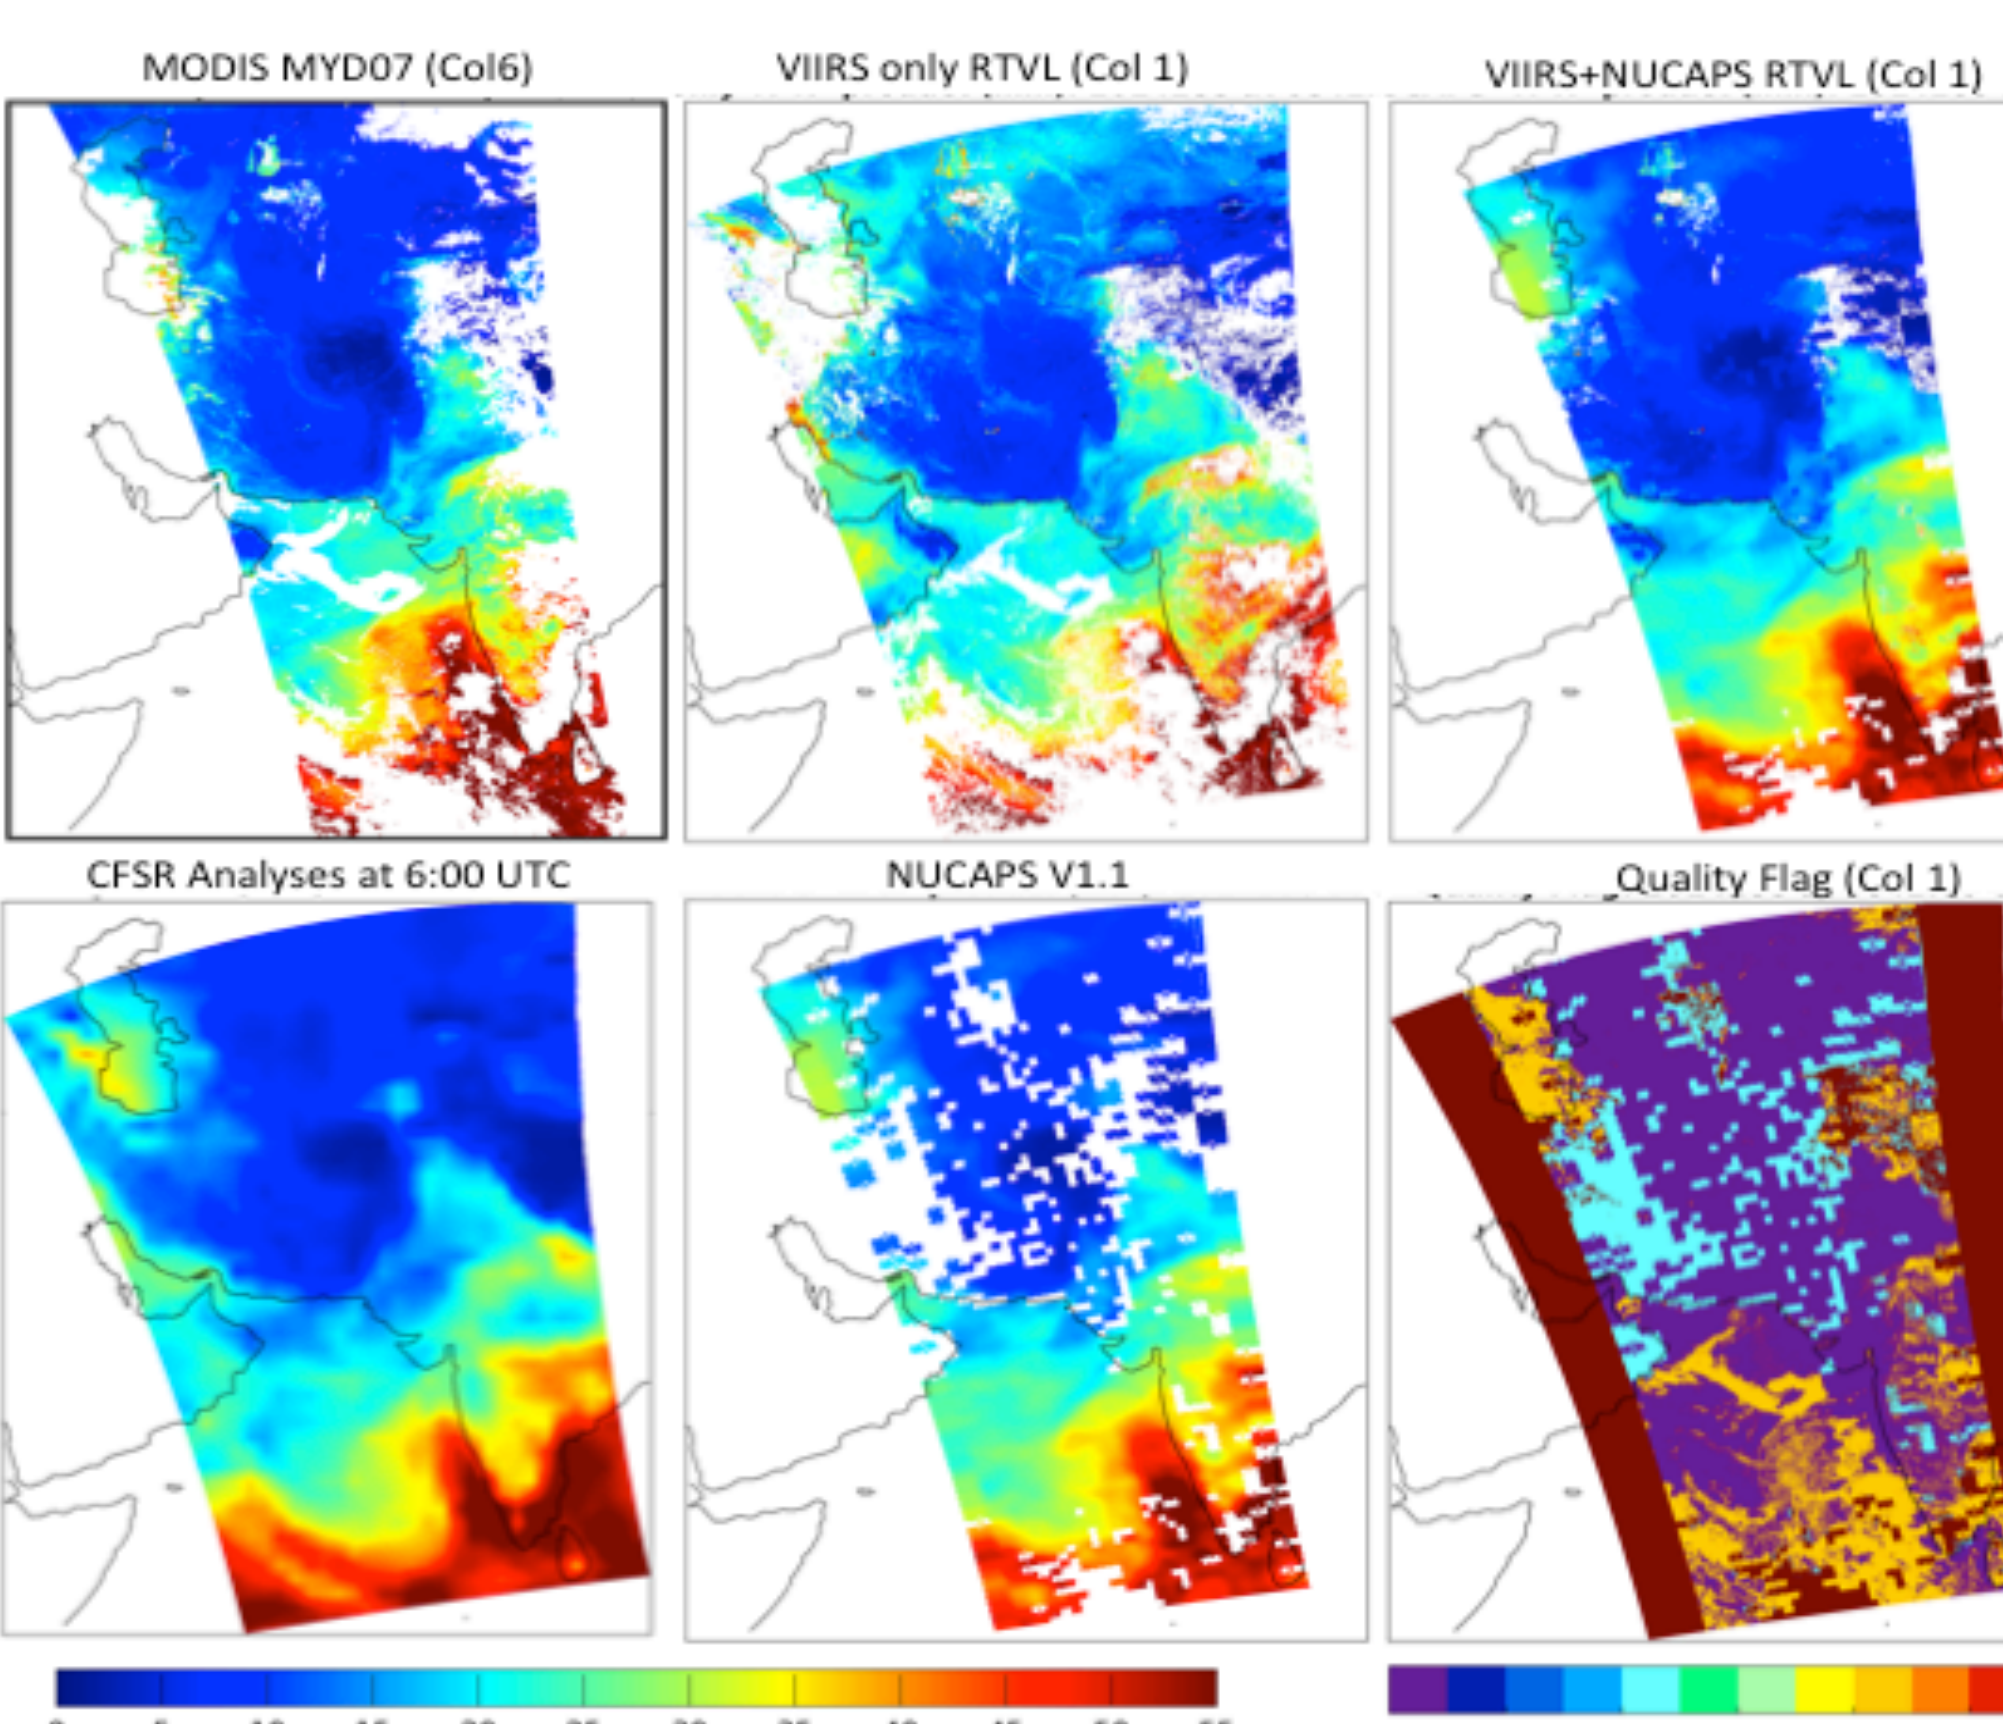 MODIS MYD07 (Col6)
VIIRS only RTVL (Col 1)
VIIRS+NUCAPS RTVL (Col 1)
CFSR Analyses at 6:00 UTC
NUCAPS V1.1
Quality Flag (Col 1)